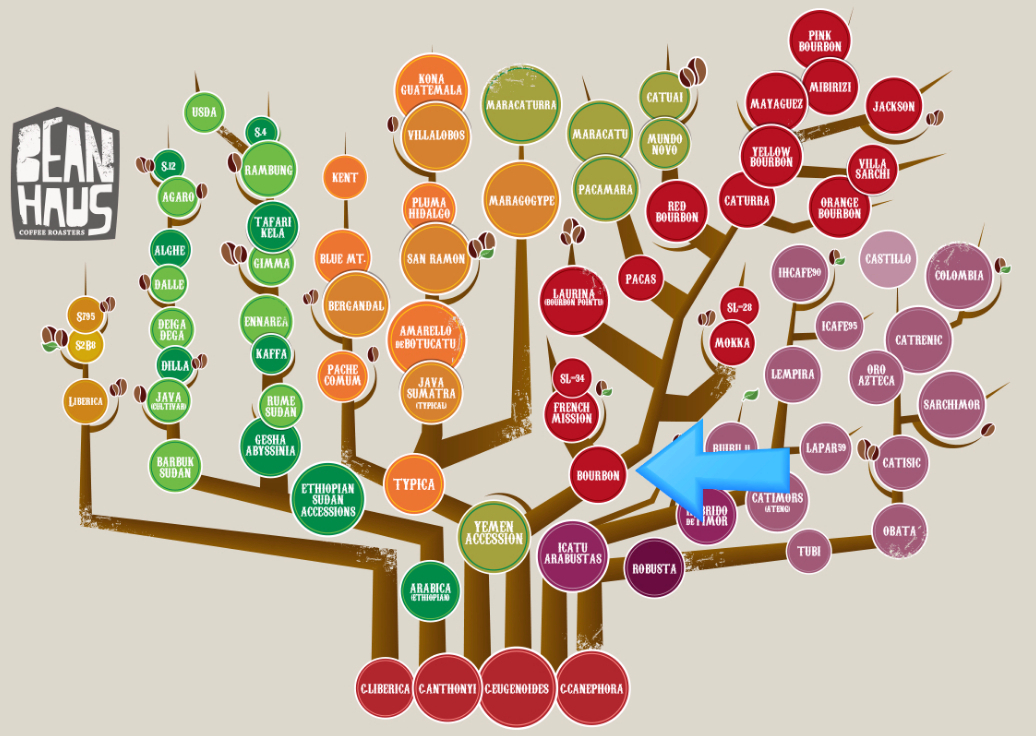 BEAN
HAUS
COFFEE ROASTERS
S795
S288
LIBERICA
S.12
AGARO
ALGHE
DALLE
DEIGA
DEGA
DILLA
JAVA
(CULTIVAR)
BARBUK
SUDAN
USDA
S.4
RAMBUNG
TAFARI
KELA
GIMMA
ENNAREA
KAFFA
RUME
SUDAN
GESHA
ABYSSINIA
ETHIOPIAN
SUDAN
ACCESSIONS
KENT
BLUE MT.
BERGANDAL
PACHE
COMUM
KONA
GUATEMALA
VILLALOBOS
PLUMA
HIDALGO
SAN RAMON
AMARELLO
DE BOTUCATU
JAVA
SUMATRA
(TYPICAL)
TYPICA
MARACATURRA
MARAGOGYPE
MARACATU
PACAMARA
PACAS
CATUAI
MUNDO
NOVO
RED
BOURBON
LAURINA
(BOURBON POINTU)
SL-34
FRENCH
MISSION
BOURBON
PINK
BOURBON
MIBIRIZI
MAYAGUEZ
JACKSON
YELLOW
BOURBON
VILLA
SARCHI
CATURRA
ORANGE
BOURBON
SL-28
MOKKA
IHCAFE90
ICAFE95
LEMPIRA
CASTILLO
COLOMBIA
CATRENIC
ORO
AZTECA
SARCHIMOR
LAPAR59
CATISIC
CATIMORS
(ATENG)
DE TIMOR
OBATA
TUBI
YEMEN
ACCESSION
ICATU
ARABUSTAS
ROBUSTA
ARABICA
(ETHIOPIAN)
C.LIBERICA
C.ANTHONYI
C.EUGENOIDES
C.CANEPHORA